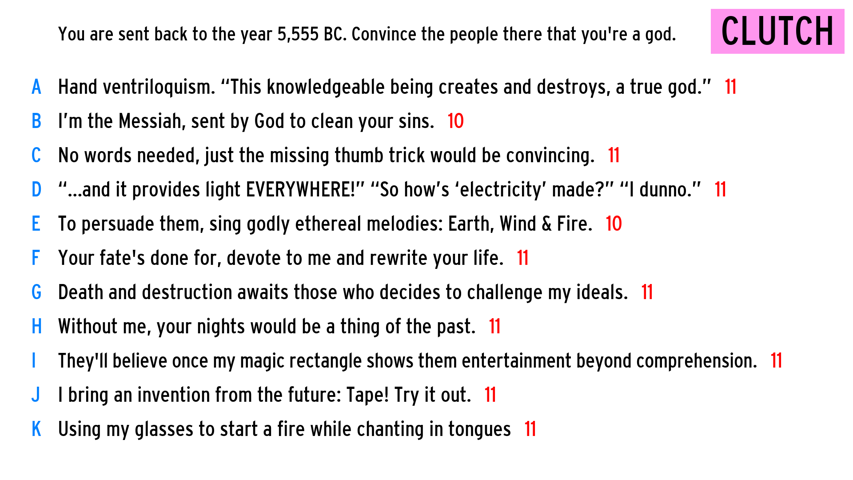 You are sent back to the year 5,555 BC. Convince the people there that you're a god.
CLUTCH
A Hand ventriloquism. “This knowledgeable being creates and destroys, a true god.” 11
B I’m the Messiah, sent by God to clean your sins. 10
C No words needed, just the missing thumb trick would be convincing. 11
D “...and it provides light EVERYWHERE!” “So how’s ‘electricity’ made?” “I dunno.” 11
E To persuade them, sing godly ethereal melodies: Earth, Wind & Fire. 10
F Your fate's done for, devote to me and rewrite your life. 11
G Death and destruction awaits those who decides to challenge my ideals. 11
H Without me, your nights would be a thing of the past. 11
I They'll believe once my magic rectangle shows them entertainment beyond comprehension. 11
J I bring an invention from the future: Tape! Try it out. 11
K Using my glasses to start a fire while chanting in tongues 11